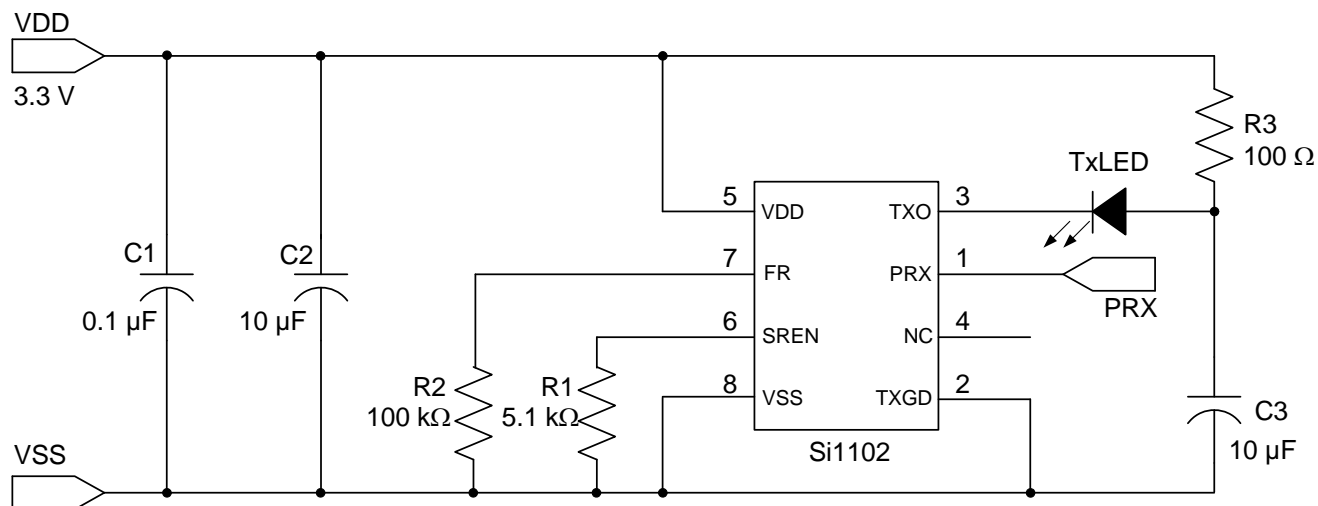 VDD
3.3 V
C1
0.1 µF
C2
10 µF
R2
100 kΩ
R1
5.1 kΩ
5
7
6
8
VDD
FR
SREN
VSS
TXO
PRX
NC
TXGD
3
1
4
2
Si1102
TxLED
PRX
R3
100 Ω
C3
10 µF
VSS